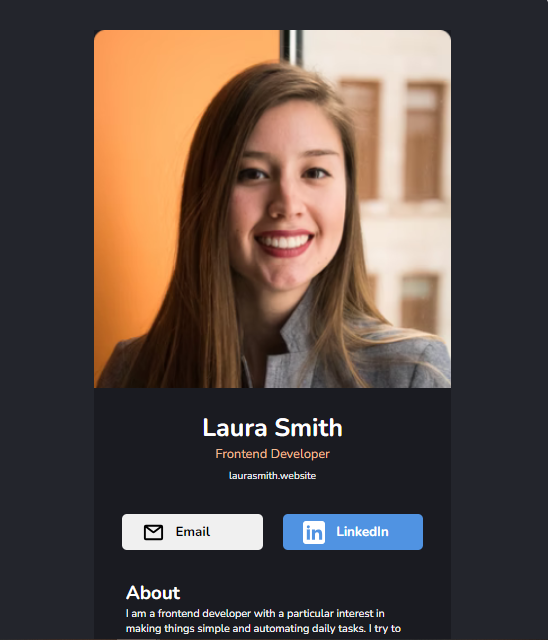 Laura Smith
Frontend Developer
laurasmith.website
Email
in LinkedIn
About
I am a frontend developer with a particular interest in
making things simple and automating daily tasks. I try to